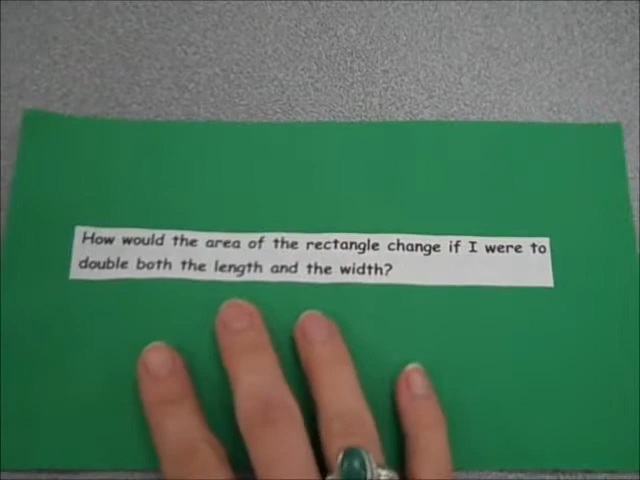 How would the area of the rectangle change if I were to
double both the length and the width?